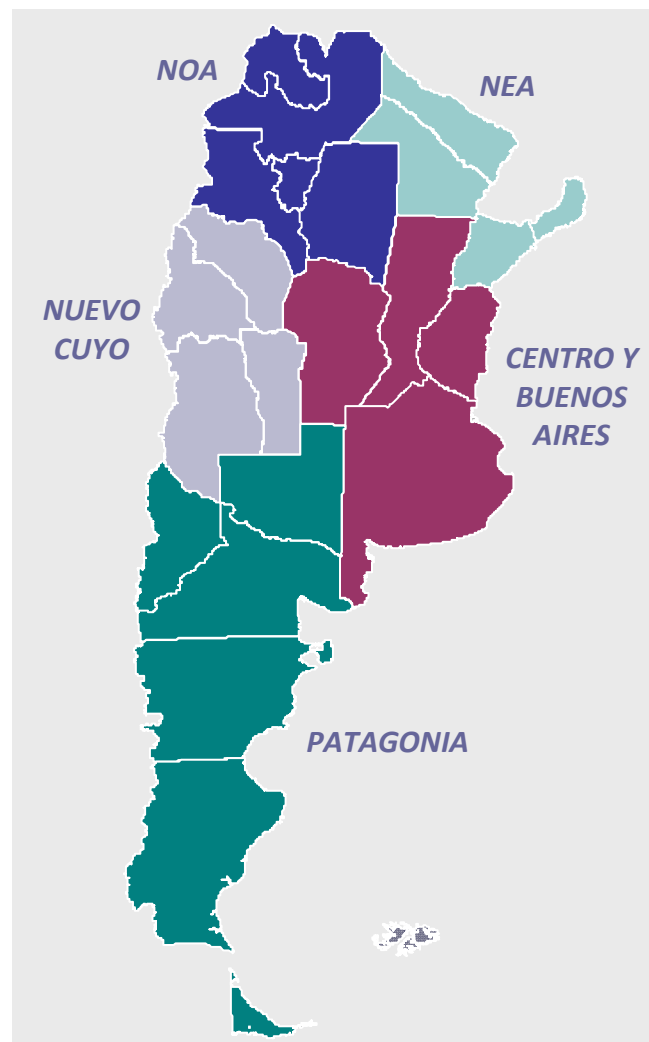 NOA
NEA
NUEVO
CUYO
CENTRO Y
BUENOS
AIRES
PATAGONIA